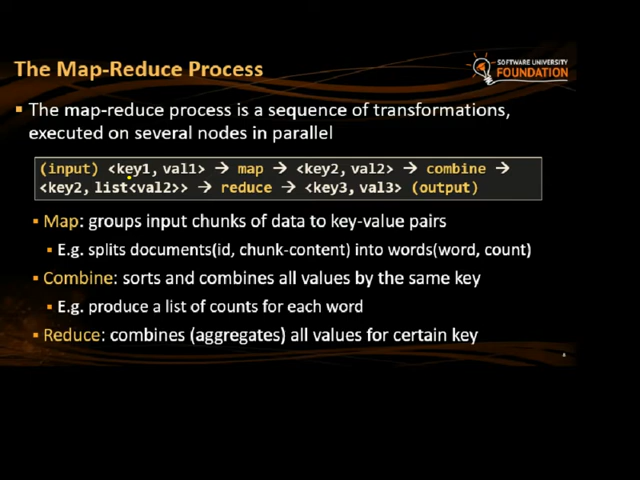 The Map-Reduce Process
SOFTWARE UNIVERSITY
FOUNDATION
▪ The map-reduce process is a sequence of transformations,
executed on several nodes in parallel
(input) <key1, val1> → map → <key2, val2> → combine →
<key2, list<val2>> → reduce → <key3, val3> (output)
▪ Map: groups input chunks of data to key-value pairs
▪ E.g. splits documents(id, chunk-content) into words(word, count)
▪ Combine: sorts and combines all values by the same key
▪ E.g. produce a list of counts for each word
▪ Reduce: combines (aggregates) all values for certain key